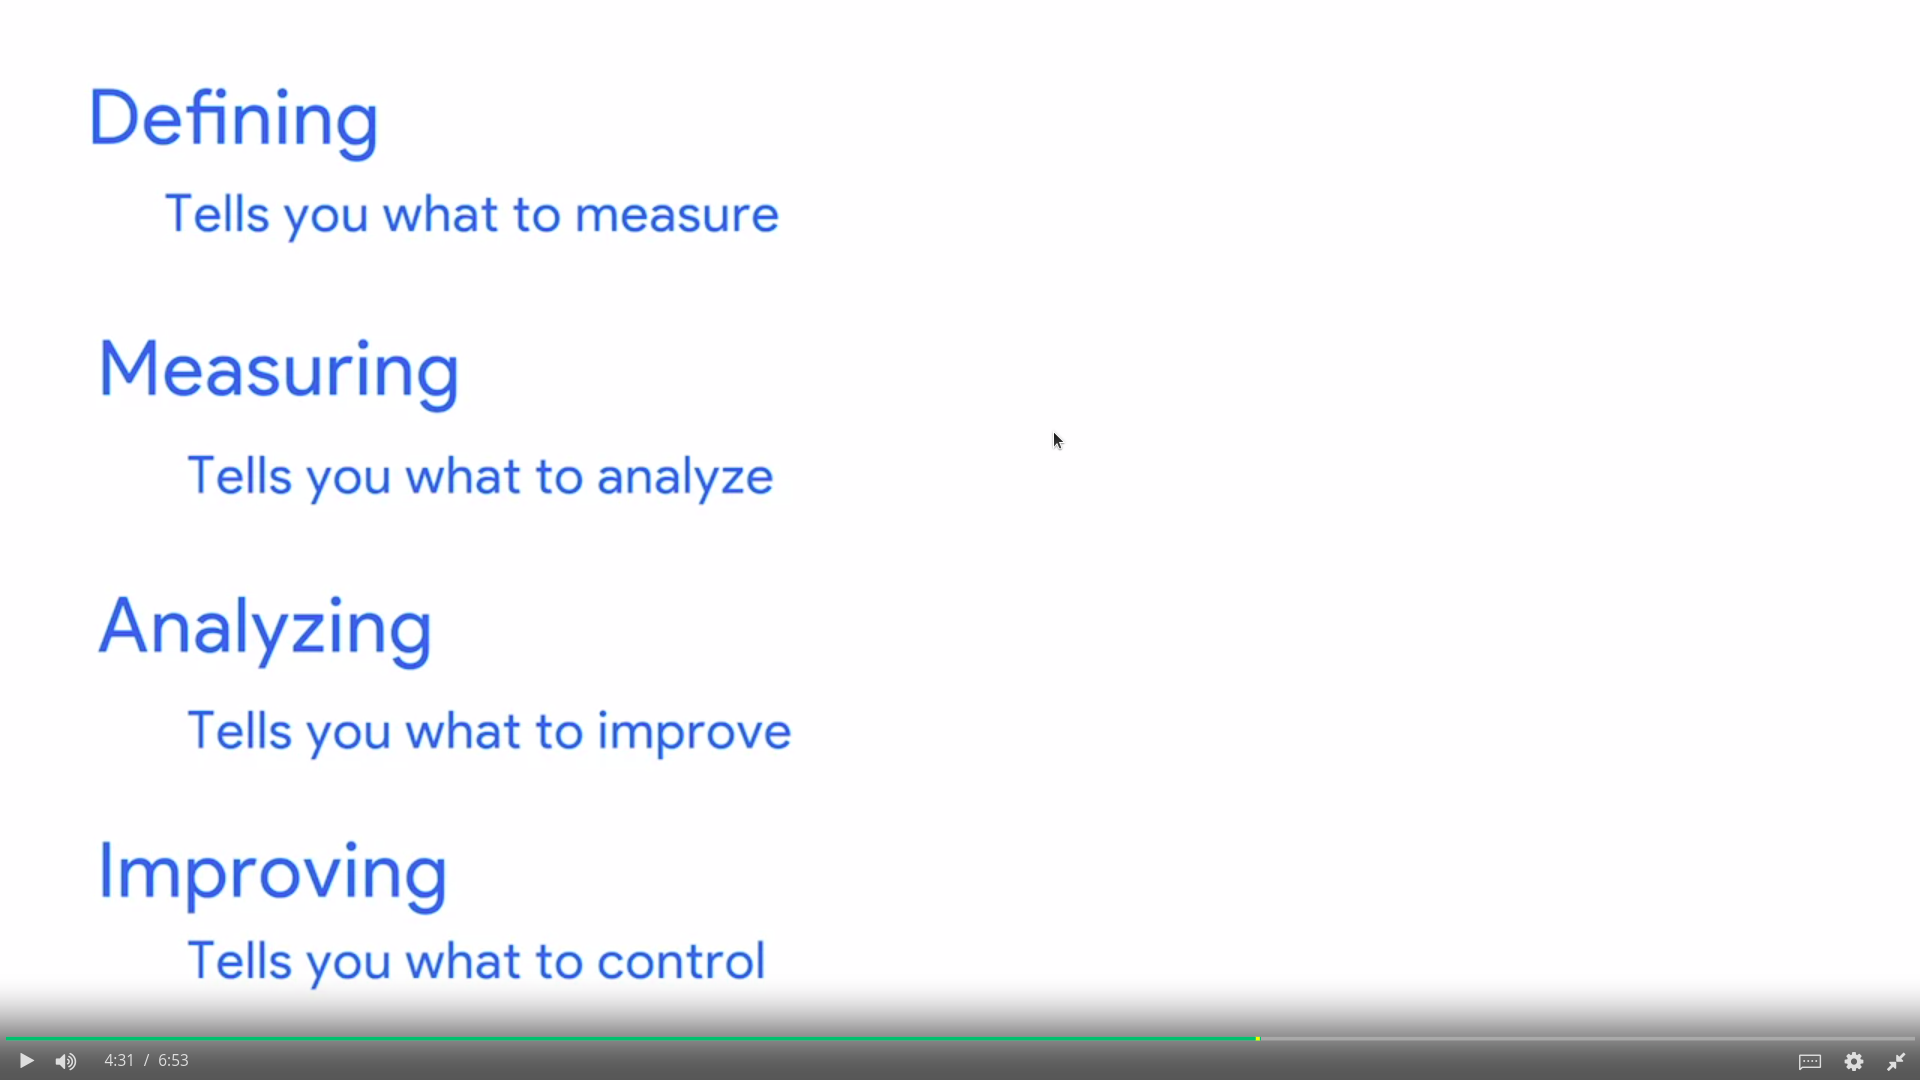 Defining
Tells you what to measure
Measuring
Tells you what to analyze
Analyzing
Tells you what to improve
Improving
Tells you what to control
4:31 / 6:53